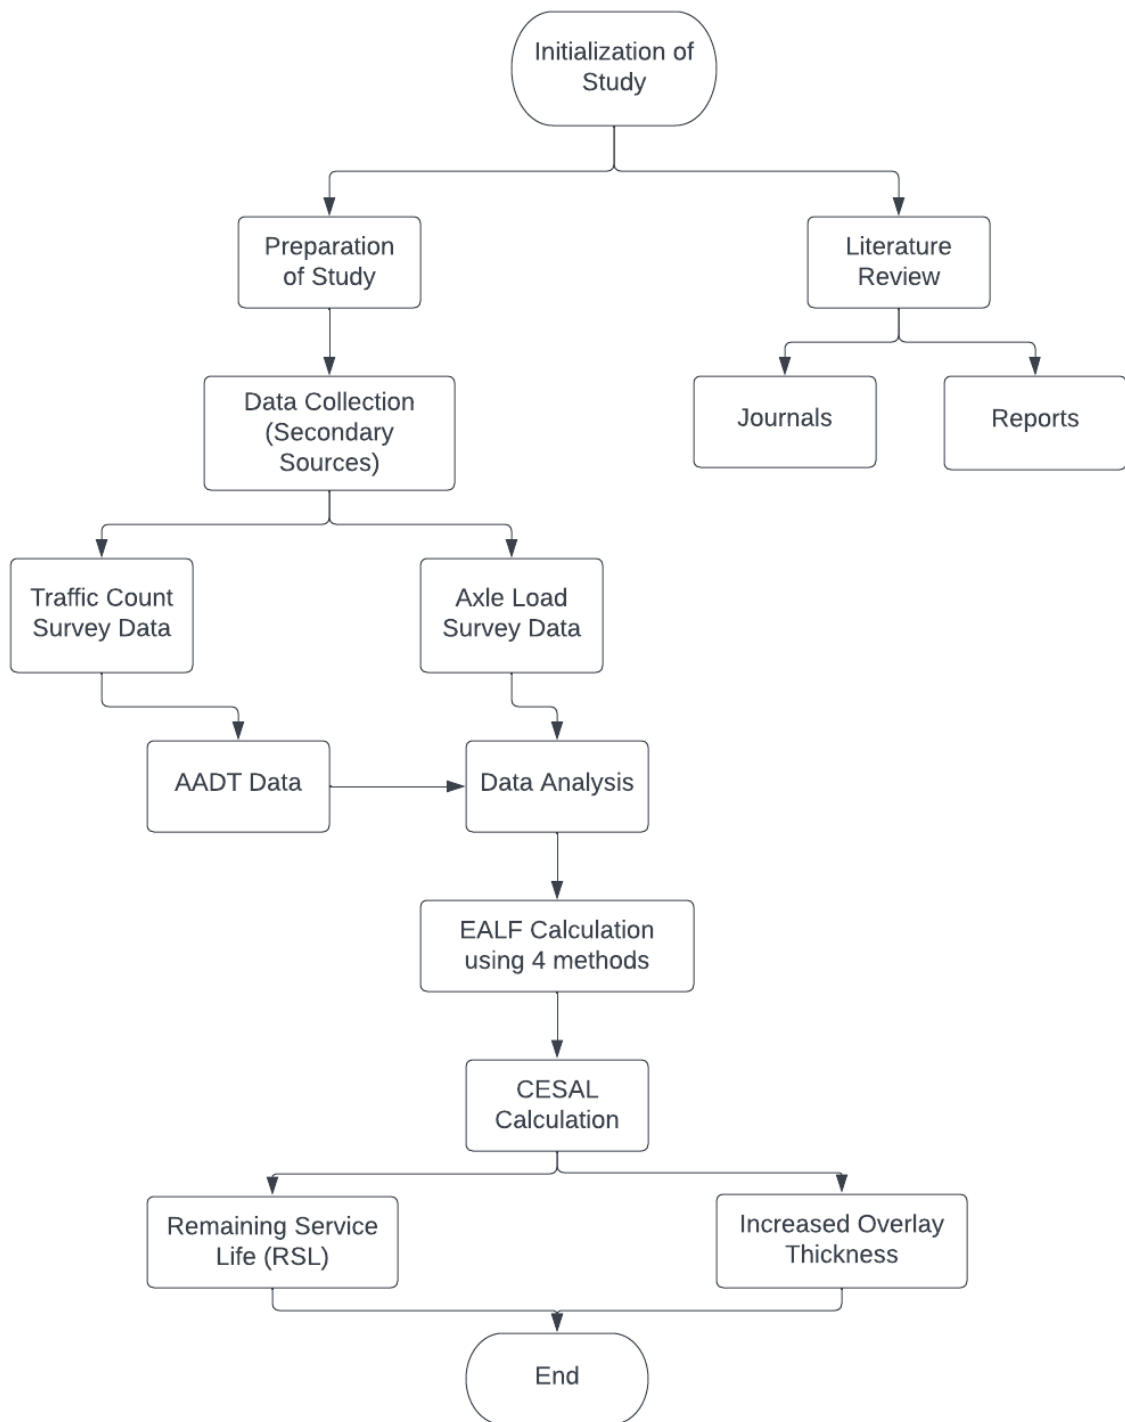 Initialization of
Study
Preparation
of Study
Literature
Review
Data Collection
(Secondary
Sources)
Journals
Reports
Traffic Count
Survey Data
Axle Load
Survey Data
AADT Data
Data Analysis
EALF Calculation
using 4 methods
CESAL
Calculation
Remaining Service
Life (RSL)
Increased Overlay
Thickness
End